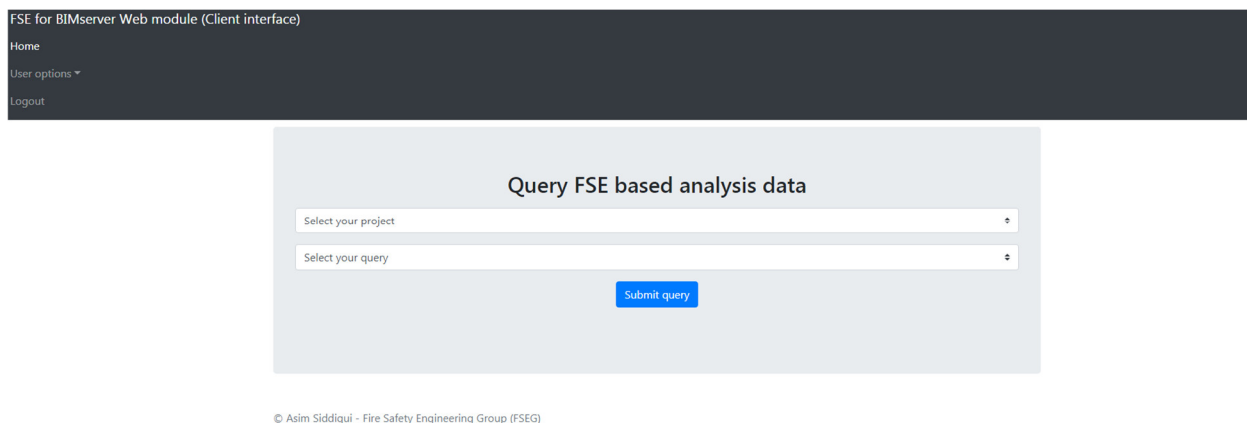 FSE for BIMserver Web module (Client interface)
Home
User options
Logout
Query FSE based analysis data
Select your project
Select your query
Submit query
© Asim Siddiqui - Fire Safety Engineering Group (FSEG)